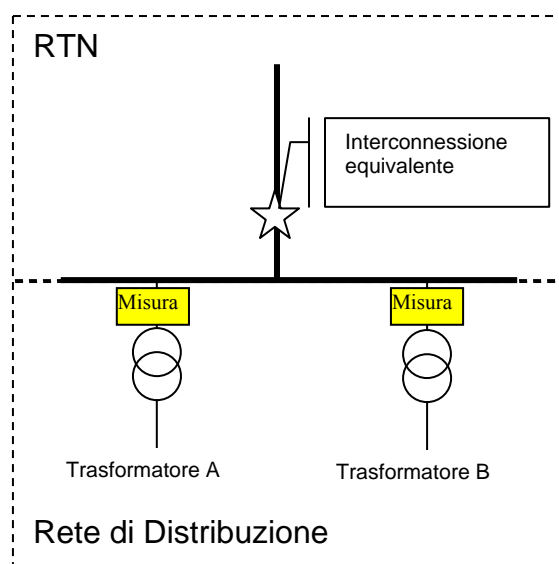 RTN
Interconnessione
equivalente
Misura
Misura
Trasformatore A
Trasformatore B
Rete di Distribuzione